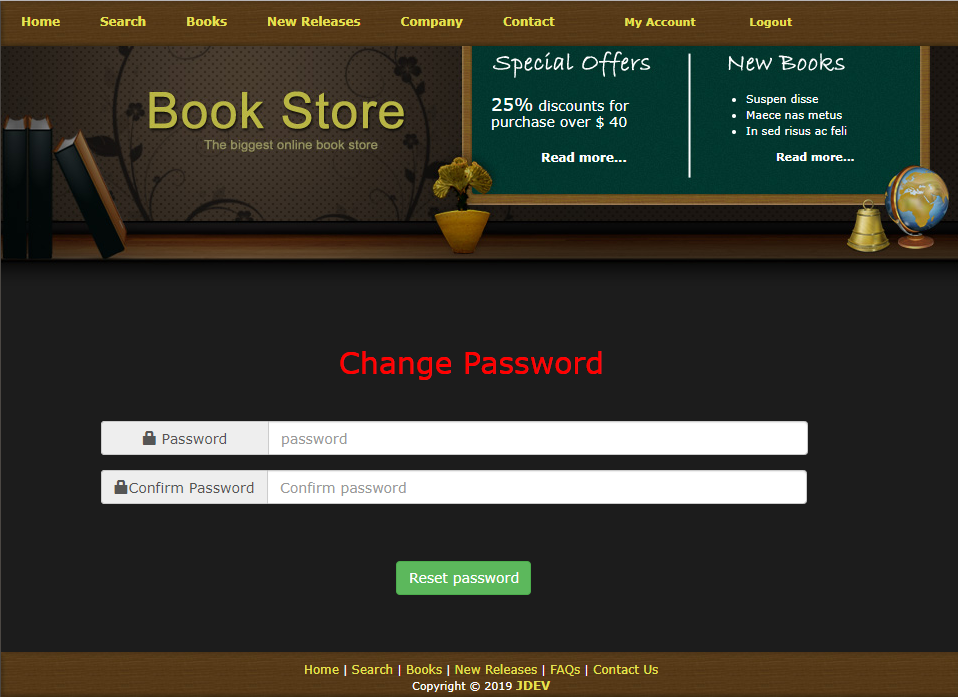 Home Search Books New Releases Company Contact My Account Logout
Book Store
The biggest online book store
Special Offers
25% discounts for
purchase over $ 40
Read more...
New Books
Suspen disse
Maece nas metus
In sed risus ac feli
Read more...
Change Password
Password password
Confirm Password Confirm password
Reset password
Home | Search | Books | New Releases | FAQs | Contact Us
Copyright © 2019 JDEV